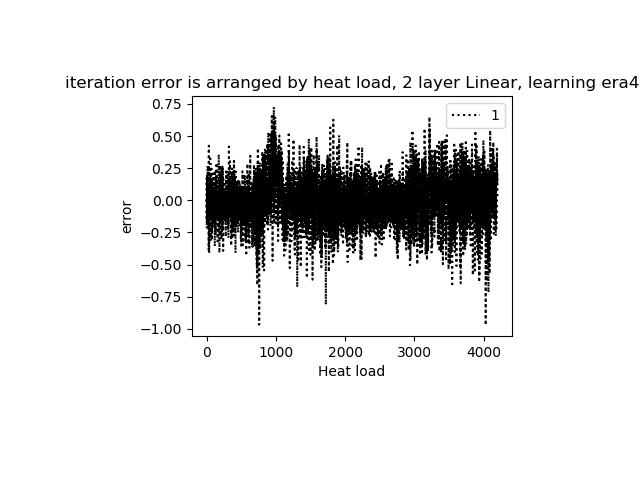 iteration error is arranged by heat load, 2 layer Linear, learning era4
0.75
0.50
0.25
0.00
−0.25
−0.50
−0.75
−1.00
error
1
0 1000 2000 3000 4000
Heat load